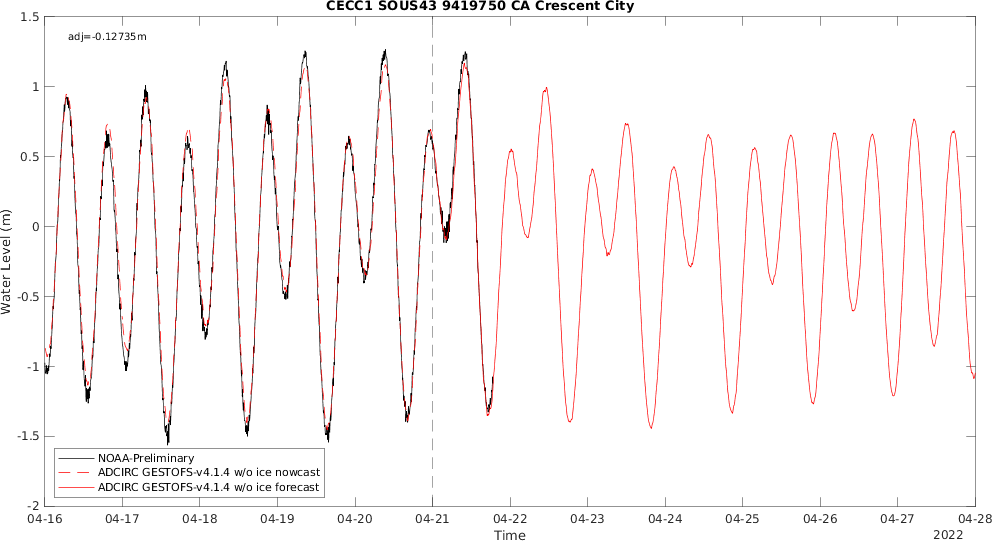 CECC1 SOUS43 9419750 CA Crescent City
adj=-0.12735m
1.5
1
0.5
0
-0.5
-1
-1.5
-2
Water Level (m)
NOAA-Preliminary
ADCIRC GESTOFS-v4.1.4 w/o ice nowcast
ADCIRC GESTOFS-v4.1.4 w/o ice forecast
04-16 04-17 04-18 04-19 04-20 04-21 04-22 04-23 04-24 04-25 04-26 04-27 04-28
Time
2022